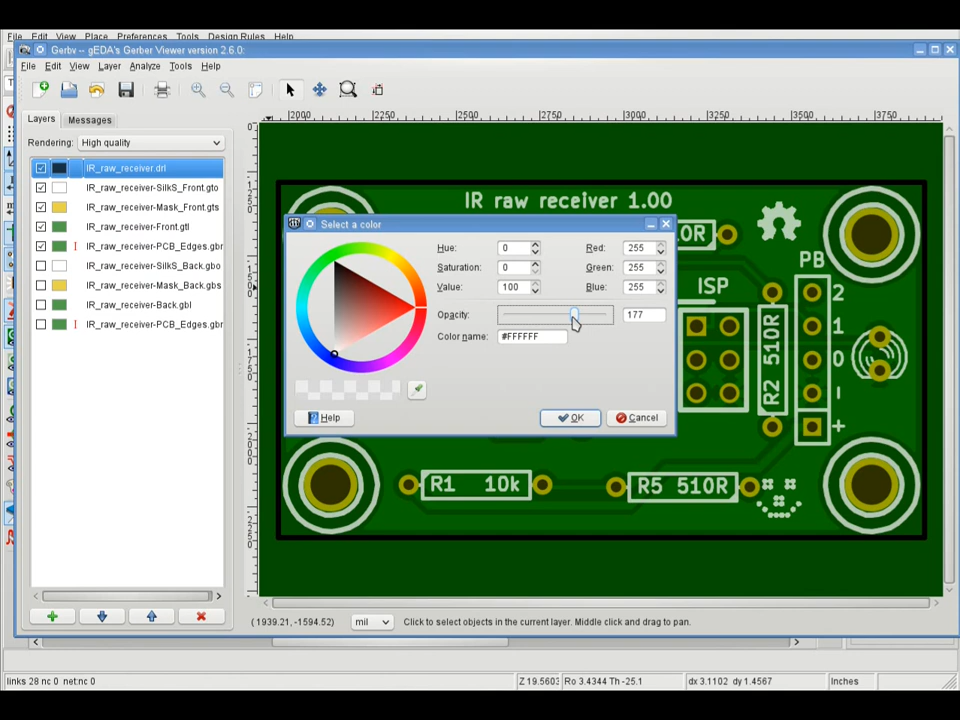 File Edit View Place Preferences Tools Design Rules Help
Gerbv -- gEDA's Gerber Viewer version 2.6.0:
File Edit View Layer Analyze Tools Help
Layers Messages
Rendering: High quality
IR_raw_receiver.drl
IR_raw_receiver-SilkS_Front.gto
IR_raw_receiver-Mask_Front.gts
IR_raw_receiver-Front.gtl
I IR_raw_receiver-PCB_Edges.gbr
IR_raw_receiver-SilkS_Back.gbo
IR_raw_receiver-Mask_Back.gbs
IR_raw_receiver-Back.gbl
I IR_raw_receiver-PCB_Edges.gbr
2000 2250 2500 2750 3000 3250 3500 3750
IR raw receiver 1.00
Select a color
Hue: 0 Red: 255
Saturation: 0 Green: 255
Value: 100 Blue: 255
Opacity: 177
Color name: #FFFFFF
Help OK Cancel
0R
PB
ISP
2
1
0
I
+
R2 510R
R1 10k
R5 510R
(1939.21, -1594.52) mil Click to select objects in the current layer. Middle click and drag to pan.
links 28 nc 0 net:nc 0 Z 19.5603 Ro 3.4344 Th -25.1 dx 3.1102 dy 1.4567 Inches